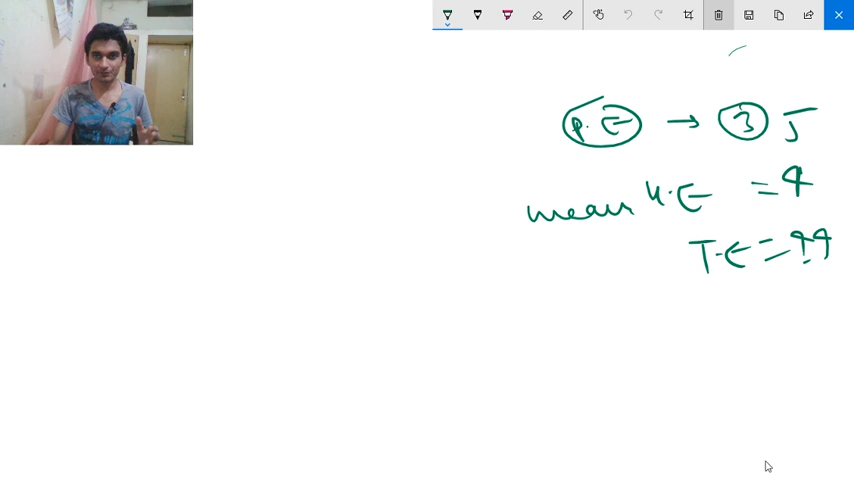 P.E → 3 J
mean K.E = 4
T.E = ??